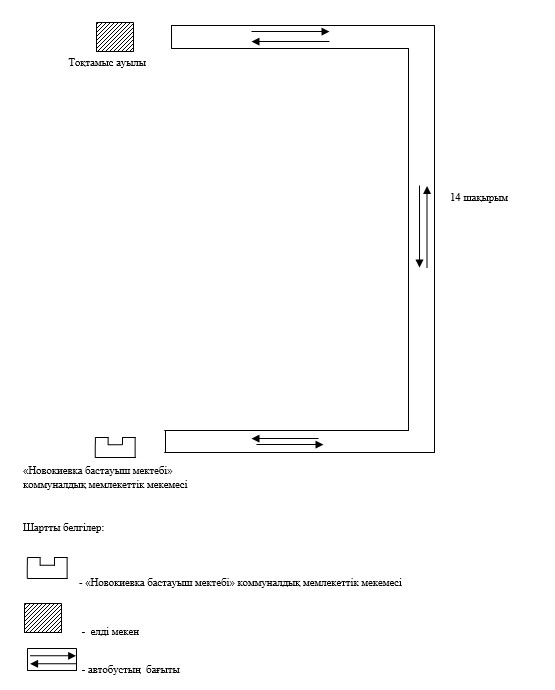 Тоқтамыс ауылы
14 шақырым
«Новокиевка бастауыш мектебі»
коммуналдық мемлекеттік мекемесі
Шартты белгілер:
- «Новокиевка бастауыш мектебі» коммуналдық мемлекеттік мекемесі
- елді мекен
- автобустың бағыты